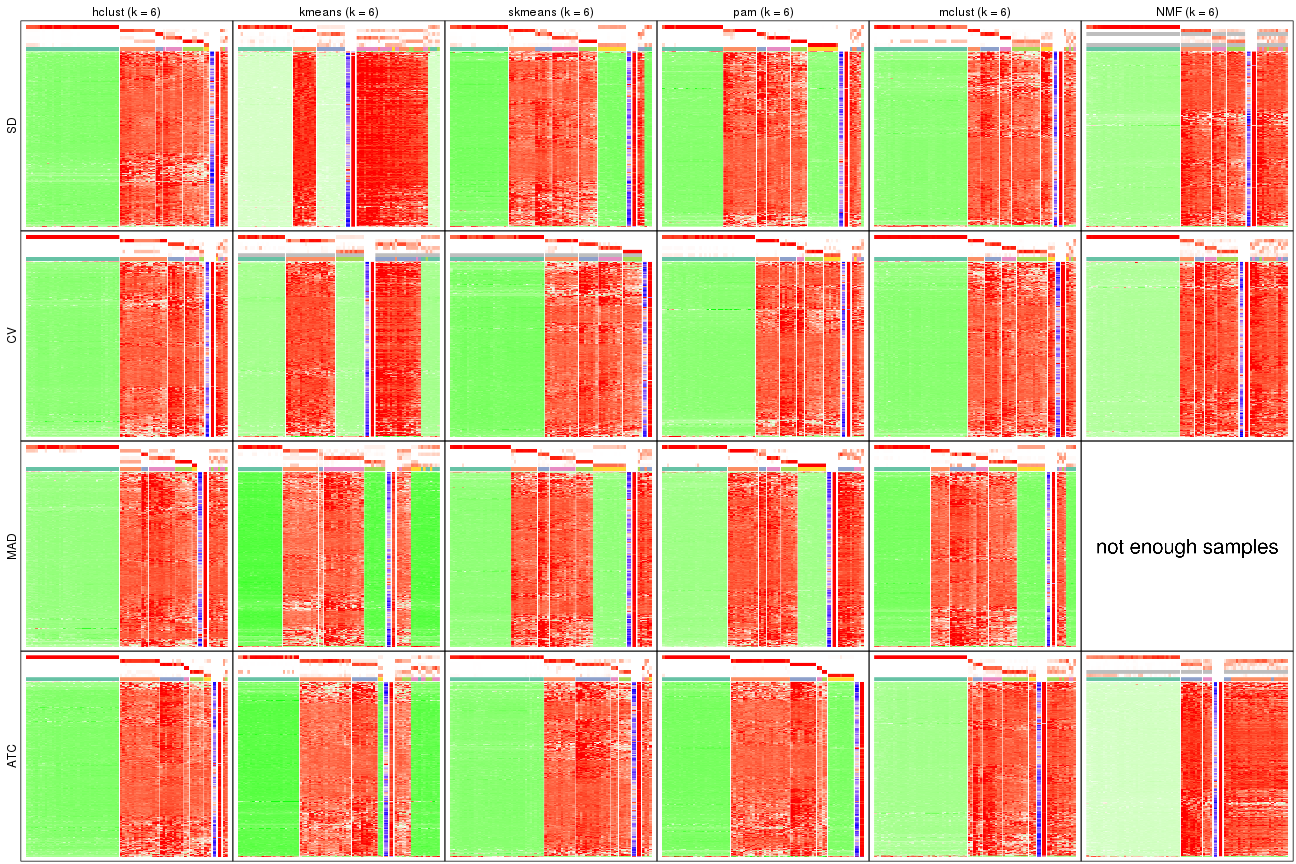 hclust (k = 6) kmeans (k = 6) skmeans (k = 6) pam (k = 6) mclust (k = 6) NMF (k = 6)
SD
CV
MAD
not enough samples
ATC